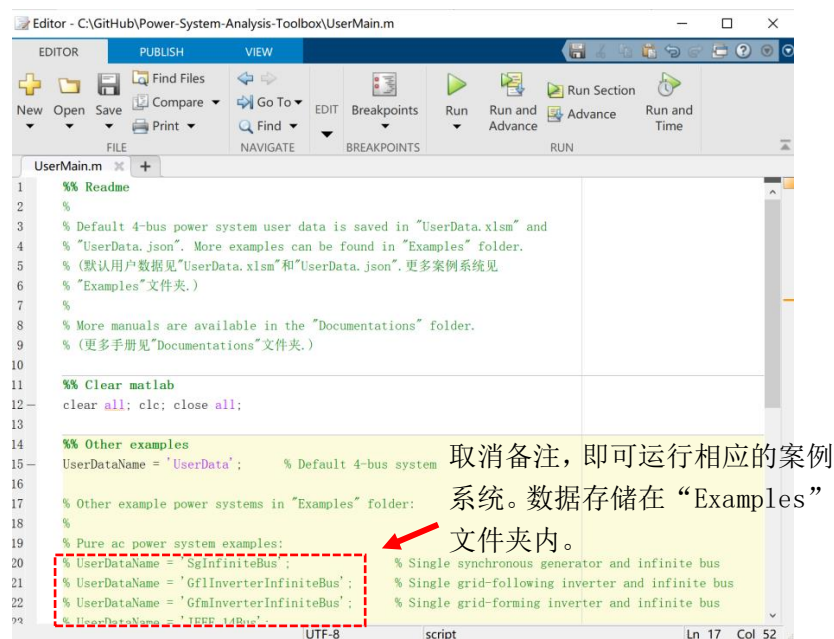 Editor - C:\GitHub\Power-System-Analysis-Toolbox\UserMain.m
EDITOR PUBLISH VIEW
New Open Save
Find Files
Compare
Print
Go To
Find
EDIT
Breakpoints
Run
Run and Advance
Run Section
Advance
Run and Time
FILE NAVIGATE BREAKPOINTS RUN
UserMain.m
1 %% Readme
2 %
3 % Default 4-bus power system user data is saved in "UserData.xlsm" and
4 % "UserData.json". More examples can be found in "Examples" folder.
5 % (默认用户数据见"UserData.xlsm"和"UserData.json".更多案例系统见
6 % "Examples"文件夹.)
7 %
8 % More manuals are available in the "Documentations" folder.
9 % (更多手册见"Documentations"文件夹.)
10
11 %% Clear matlab
12 clear all; clc; close all;
13
14 %% Other examples
15 UserDataName = 'UserData'; % Default 4-bus system
16
17 % Other example power systems in "Examples" folder:
18 %
19 % Pure ac power system examples:
20 % UserDataName = 'SgInfiniteBus'; % Single synchronous generator and infinite bus
21 % UserDataName = 'GflInverterInfiniteBus'; % Single grid-following inverter and infinite bus
22 % UserDataName = 'GfmInverterInfiniteBus'; % Single grid-forming inverter and infinite bus
23 % UserDataName = 'IEEE_14Bus';
取消备注，即可运行相应的案例
系统。数据存储在“Examples”
文件夹内。
UTF-8 script Ln 17 Col 52